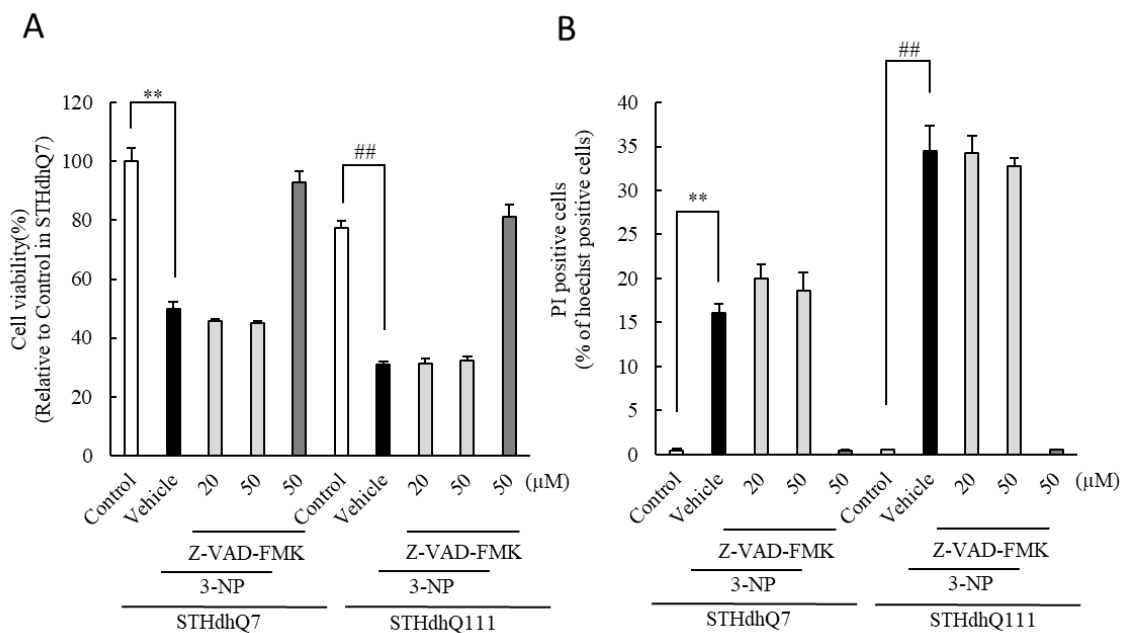 A
120
100
80
60
40
20
0
Cell viability(%)
(Relative to Control in STHdhQ7)
**
##
Control
Vehicle
20
50
50
Control
Vehicle
20
50
50
(μM)
Z-VAD-FMK
Z-VAD-FMK
3-NP
3-NP
STHdhQ7
STHdhQ111
B
40
35
30
25
20
15
10
5
0
PI positive cells
(% of hoechst positive cells)
**
##
Control
Vehicle
20
50
50
Control
Vehicle
20
50
50
(μM)
Z-VAD-FMK
Z-VAD-FMK
3-NP
3-NP
STHdhQ7
STHdhQ111